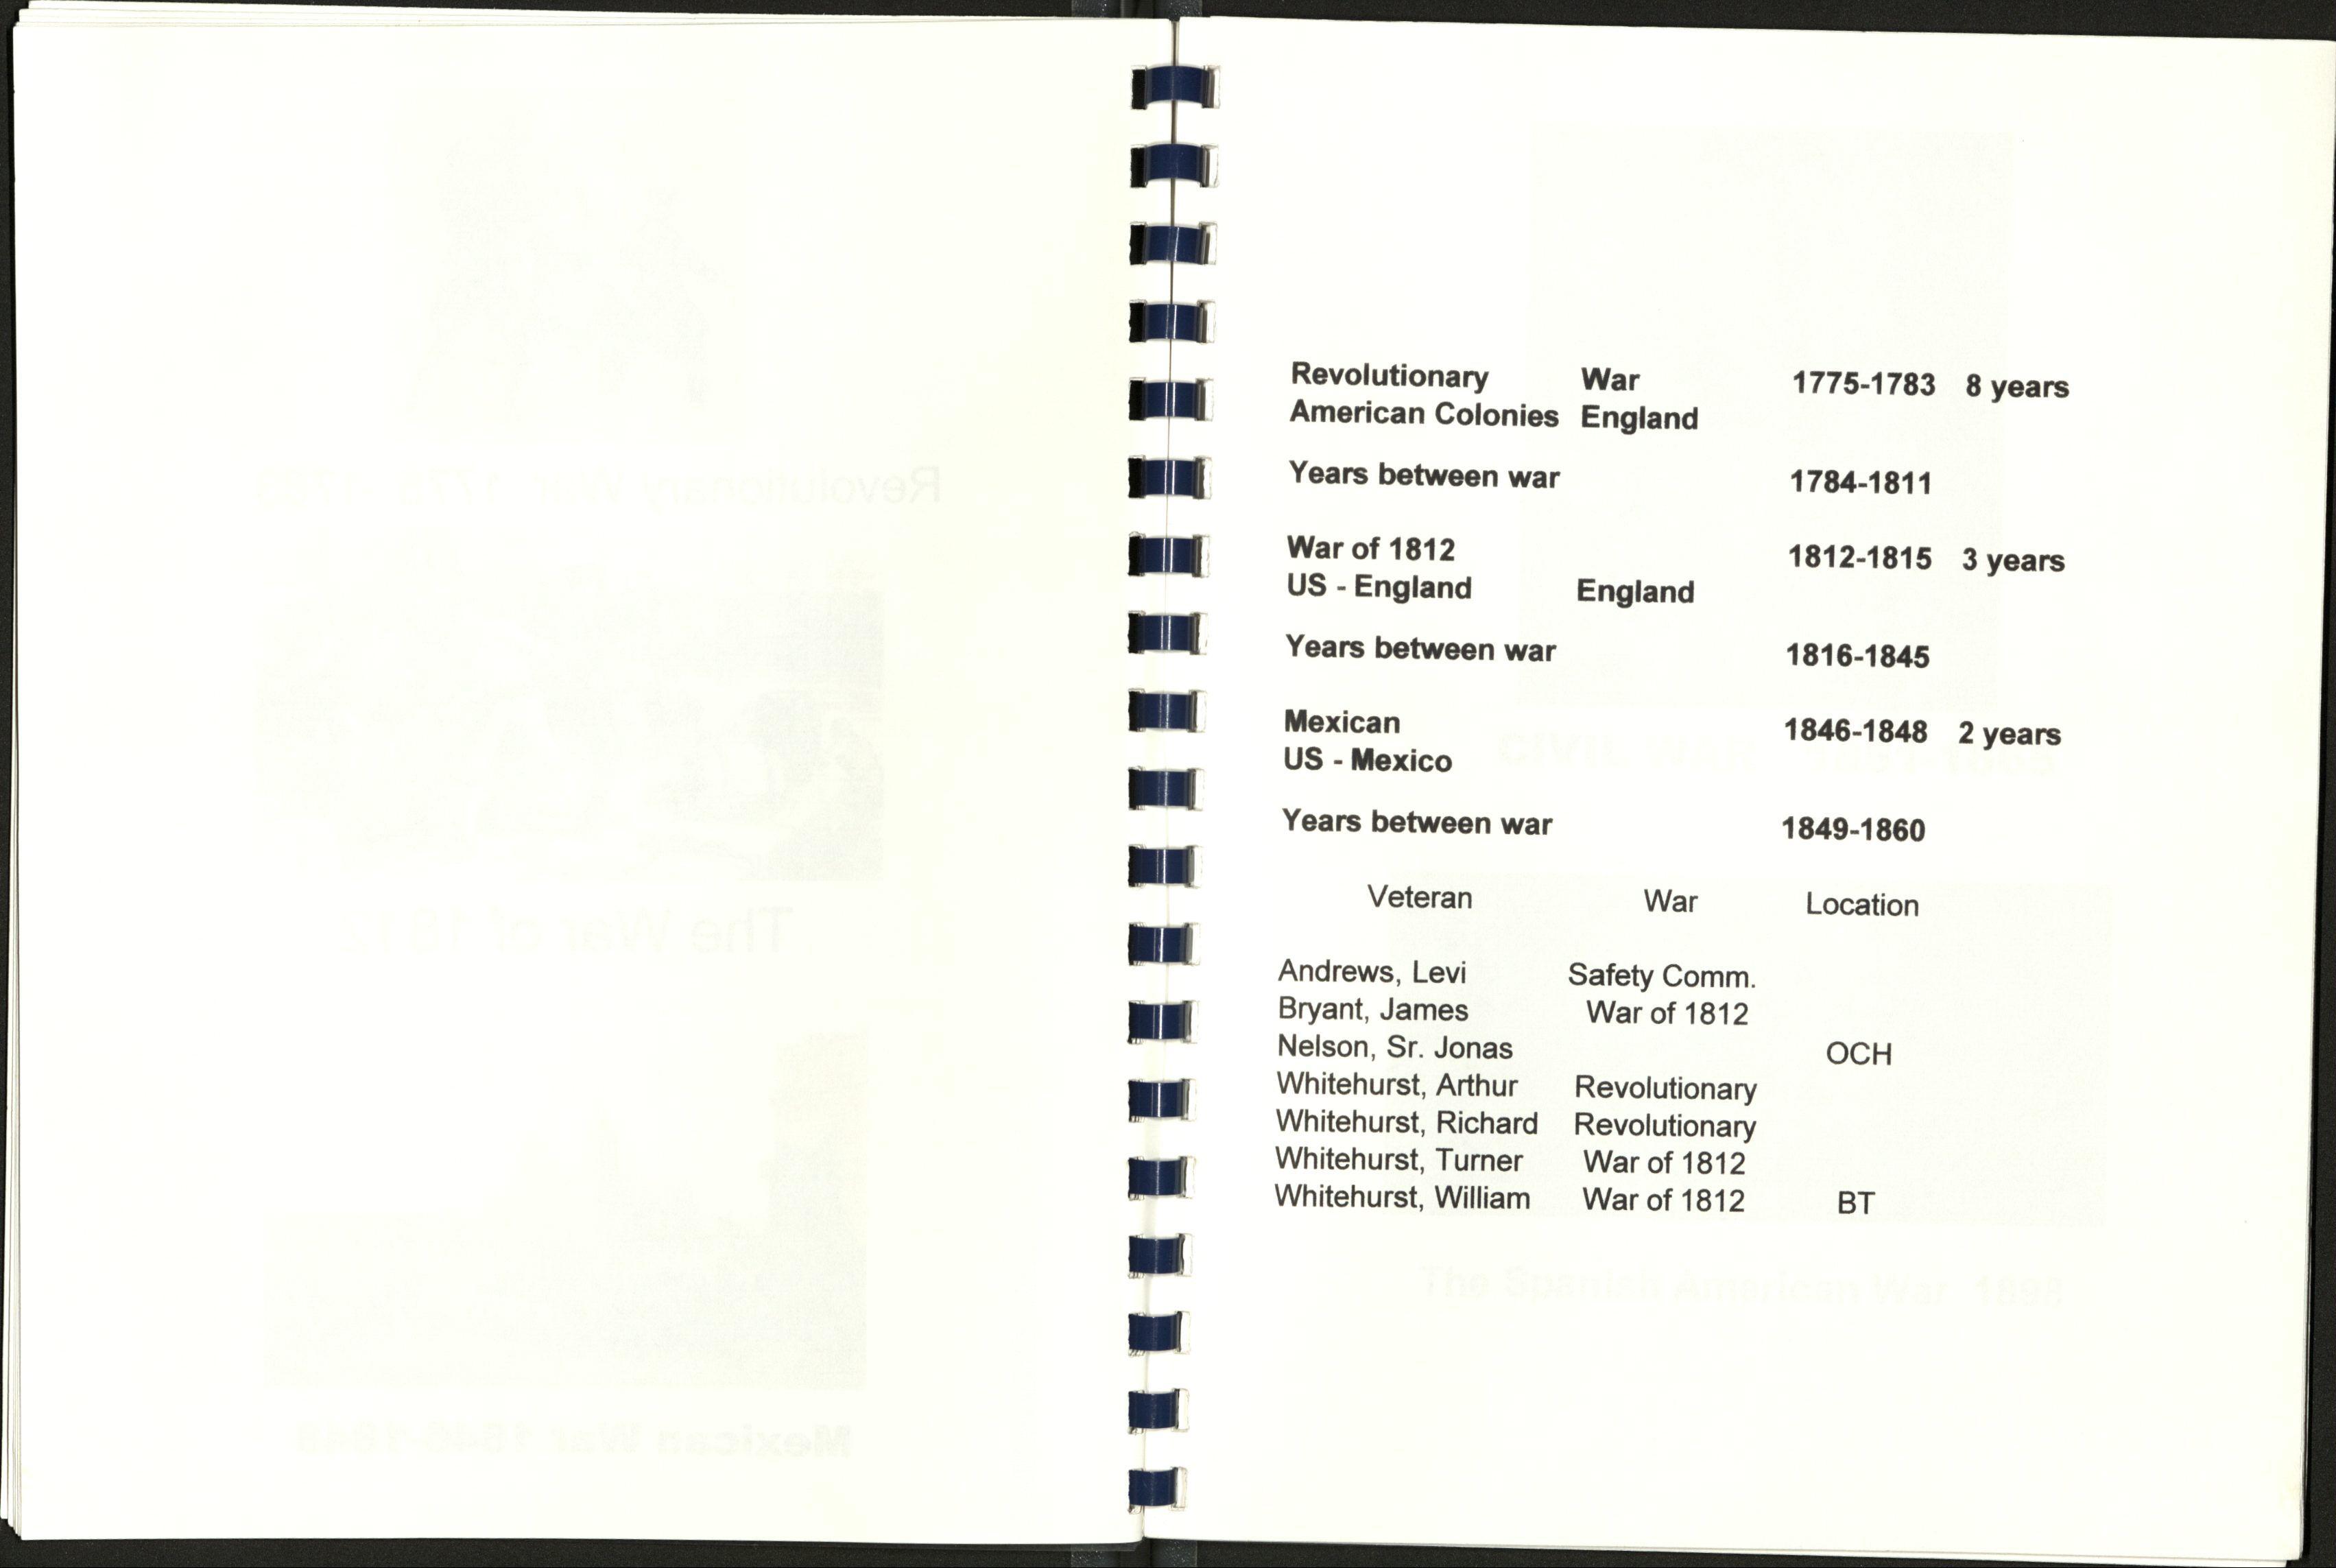 Revolutionary War 1775-1783 8 years
American Colonies England
Years between war 1784-1811
War of 1812 1812-1815 3 years
US - England England
Years between war 1816-1845
Mexican 1846-1848 2 years
US - Mexico
Years between war 1849-1860
Veteran War Location
Andrews, Levi Safety Comm.
Bryant, James War of 1812
Nelson, Sr. Jonas OCH
Whitehurst, Arthur Revolutionary
Whitehurst, Richard Revolutionary
Whitehurst, Turner War of 1812
Whitehurst, William War of 1812 BT